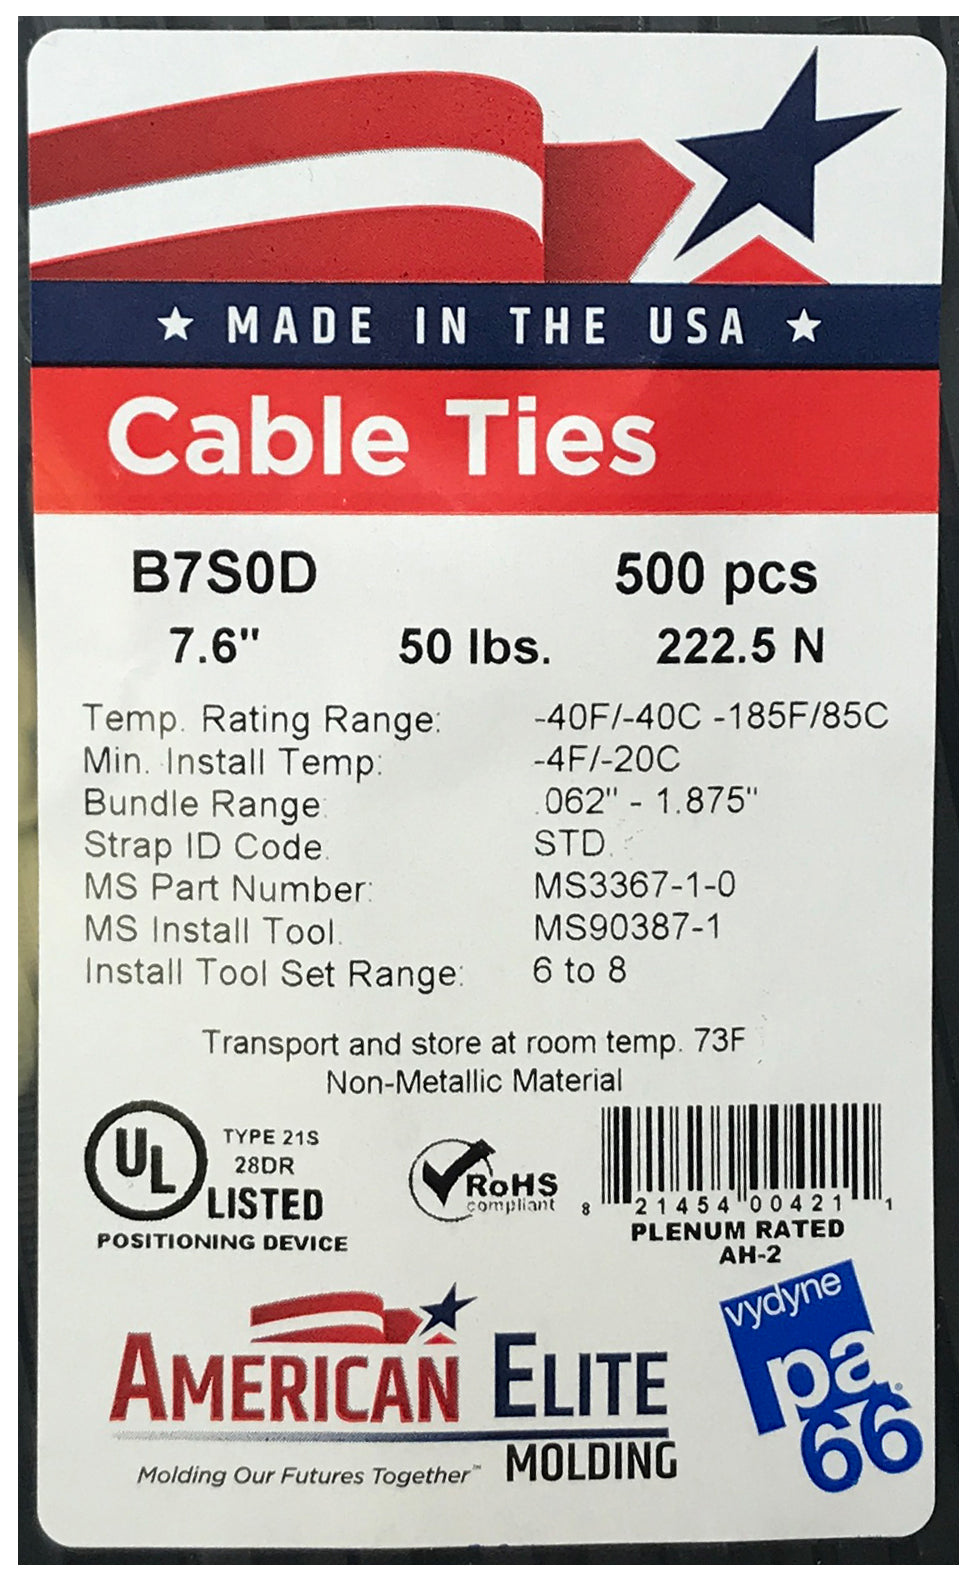 MADE IN THE USA
Cable Ties
B7S0D 500 pcs
7.6" 50 lbs. 222.5 N
Temp. Rating Range: -40F/-40C -185F/85C
Min. Install Temp: -4F/-20C
Bundle Range: .062" - 1.875"
Strap ID Code: STD.
MS Part Number: MS3367-1-0
MS Install Tool: MS90387-1
Install Tool Set Range: 6 to 8
Transport and store at room temp. 73F
Non-Metallic Material
UL
TYPE 21S
28DR
LISTED
POSITIONING DEVICE
RoHS
compliant
8 21454 00421 1
PLENUM RATED
AH-2
vydyne
pa®
66
AMERICAN ELITE
MOLDING
Molding Our Futures Together™